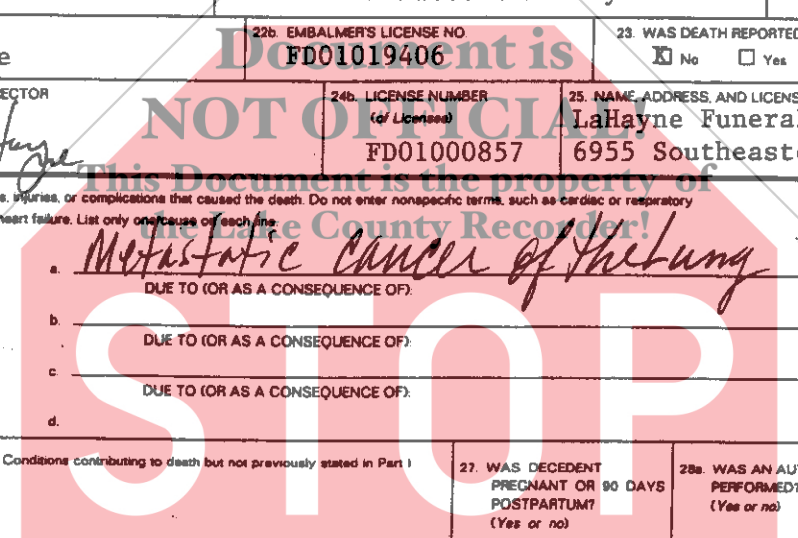 22b. EMBALMER'S LICENSE NO.
FD01019406
23. WAS DEATH REPORTED
X No Yes
e
ECTOR
24b. LICENSE NUMBER
(of Licensee)
FD01000857
25. NAME, ADDRESS, AND LICENS
LaHayne Funera
6955 Southeast
Document is
NOT OFFICIAL!
This Document is the property of
the Lake County Recorder!
s, injuries, or complications that caused the death. Do not enter nonspecific terms, such as cardiac or respiratory
heart failure. List only one cause on each line.
a. Metastatic cancer of the Lung
DUE TO (OR AS A CONSEQUENCE OF):
b.
DUE TO (OR AS A CONSEQUENCE OF):
c.
DUE TO (OR AS A CONSEQUENCE OF):
d.
STOP
Conditions contributing to death but not previously stated in Part I
27. WAS DECEDENT
PREGNANT OR 90 DAYS
POSTPARTUM?
(Yes or no)
28a. WAS AN AU
PERFORMED?
(Yes or no)